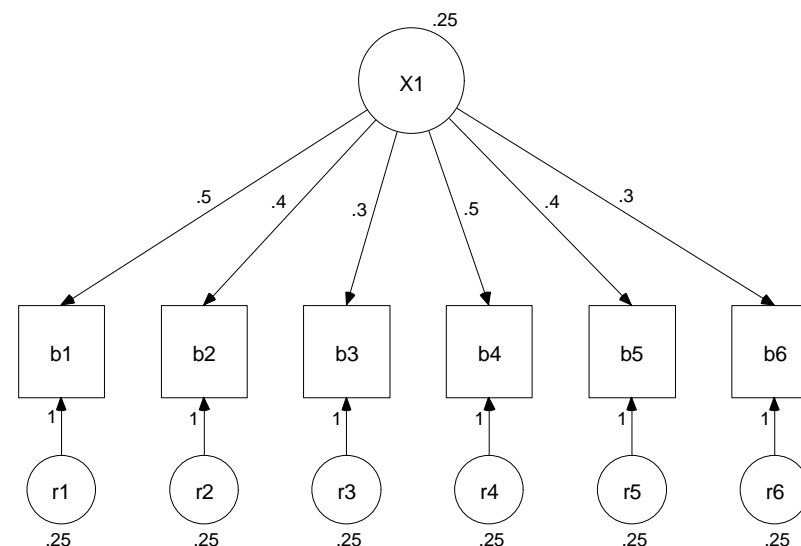 .25
X1
.5 .4 .3 .5 .4 .3
b1 b2 b3 b4 b5 b6
1 1 1 1 1 1
r1 r2 r3 r4 r5 r6
.25 .25 .25 .25 .25 .25